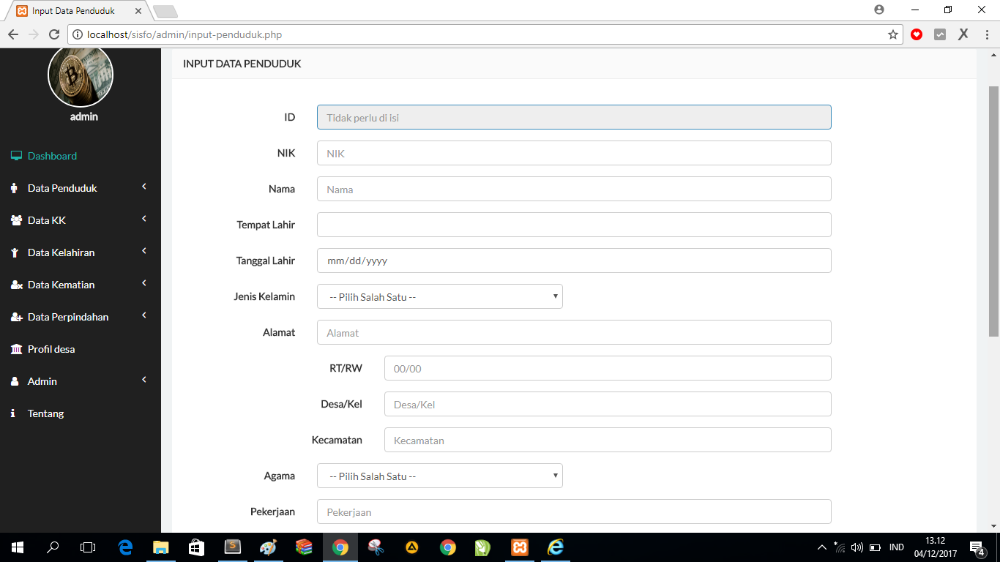 Input Data Penduduk
localhost/sisfo/admin/input-penduduk.php
admin
Dashboard
Data Penduduk
Data KK
Data Kelahiran
Data Kematian
Data Perpindahan
Profil desa
Admin
Tentang
INPUT DATA PENDUDUK
ID Tidak perlu di isi
NIK NIK
Nama Nama
Tempat Lahir
Tanggal Lahir mm/dd/yyyy
Jenis Kelamin -- Pilih Salah Satu --
Alamat Alamat
RT/RW 00/00
Desa/Kel Desa/Kel
Kecamatan Kecamatan
Agama -- Pilih Salah Satu --
Pekerjaan Pekerjaan
IND
13.12
04/12/2017
4